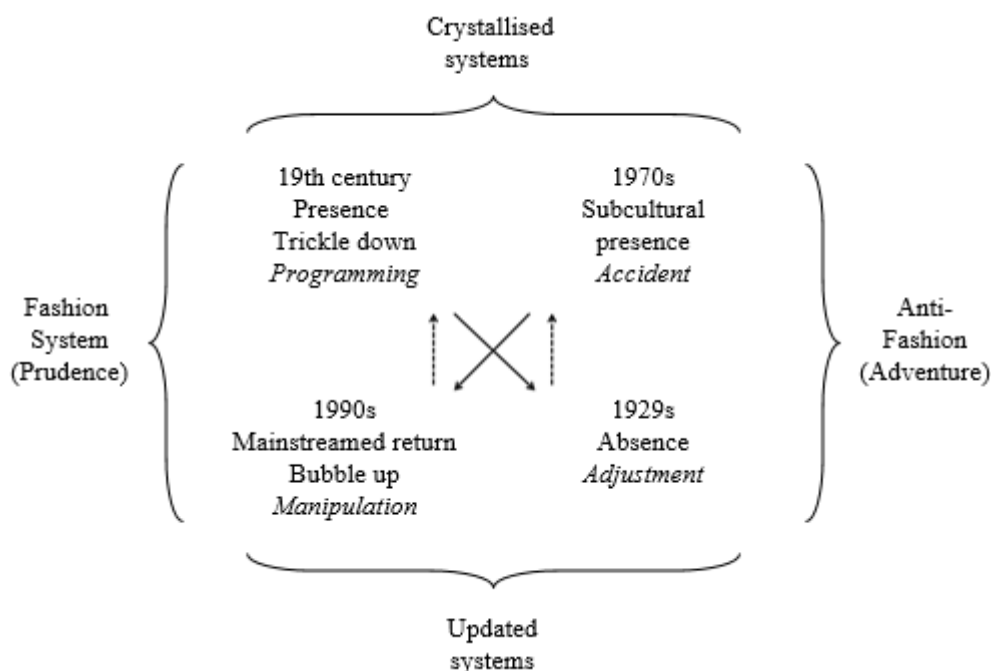 Crystallised
systems
19th century
Presence
Trickle down
Programming
1970s
Subcultural
presence
Accident
Fashion
System
(Prudence)
Anti-
Fashion
(Adventure)
1990s
Mainstreamed return
Bubble up
Manipulation
1929s
Absence
Adjustment
Updated
systems